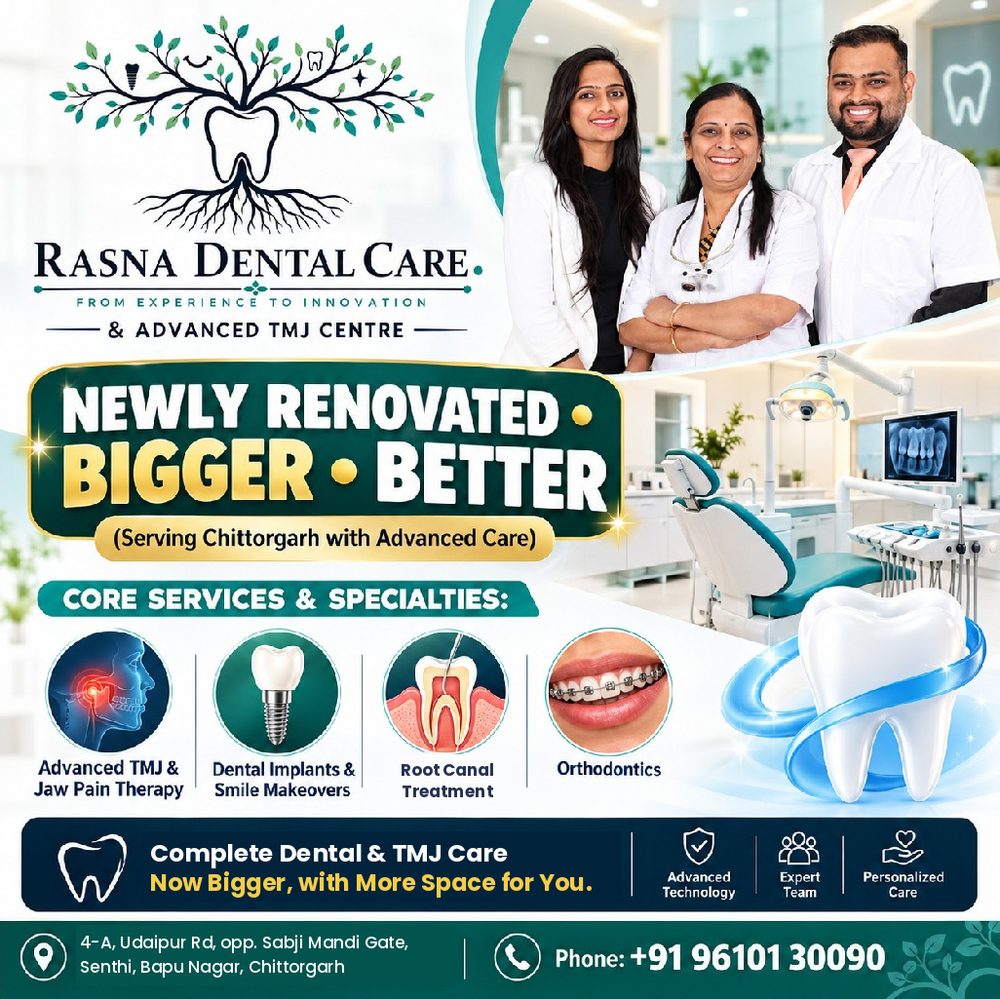 RASNA DENTAL CARE.
FROM EXPERIENCE TO INNOVATION
& ADVANCED TMJ CENTRE
NEWLY RENOVATED •
BIGGER • BETTER
(Serving Chittorgarh with Advanced Care)
CORE SERVICES & SPECIALTIES:
Advanced TMJ &
Jaw Pain Therapy
Dental Implants &
Smile Makeovers
Root Canal
Treatment
Orthodontics
Complete Dental & TMJ Care
Now Bigger, with More Space for You.
Advanced
Technology
Expert
Team
Personalized
Care
4-A, Udaipur Rd, opp. Sabji Mandi Gate,
Senthi, Bapu Nagar, Chittorgarh
Phone: +91 96101 30090